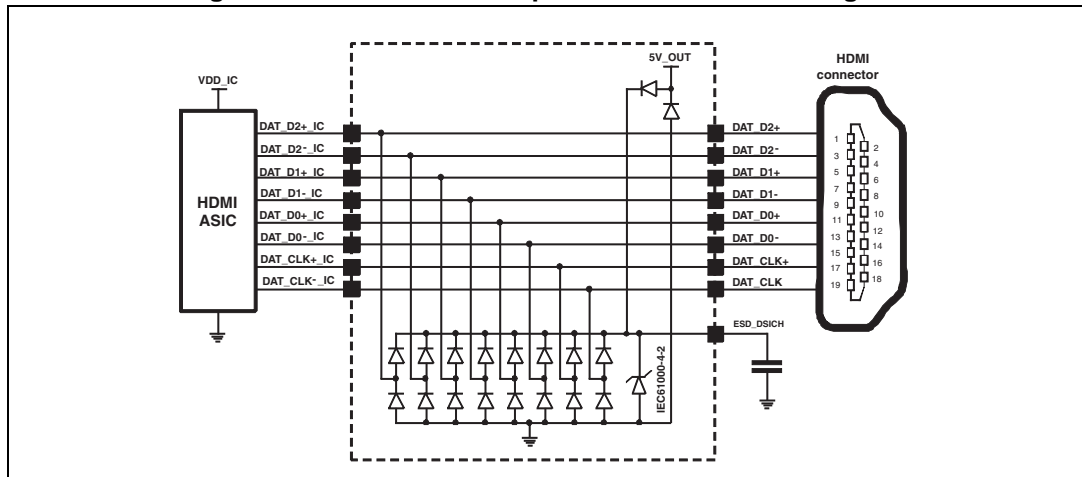 5V_OUT
HDMI
connector
VDD_IC
DAT_D2+_IC
DAT_D2-_IC
DAT_D1+_IC
DAT_D1-_IC
DAT_D0+_IC
DAT_D0-_IC
DAT_CLK+_IC
DAT_CLK-_IC
HDMI
ASIC
DAT_D2+
DAT_D2-
DAT_D1+
DAT_D1-
DAT_D0+
DAT_D0-
DAT_CLK+
DAT_CLK
1
2
3
4
5
6
7
8
9
10
11
12
13
14
15
16
17
18
19
ESD_DSICH
IEC61000-4-2